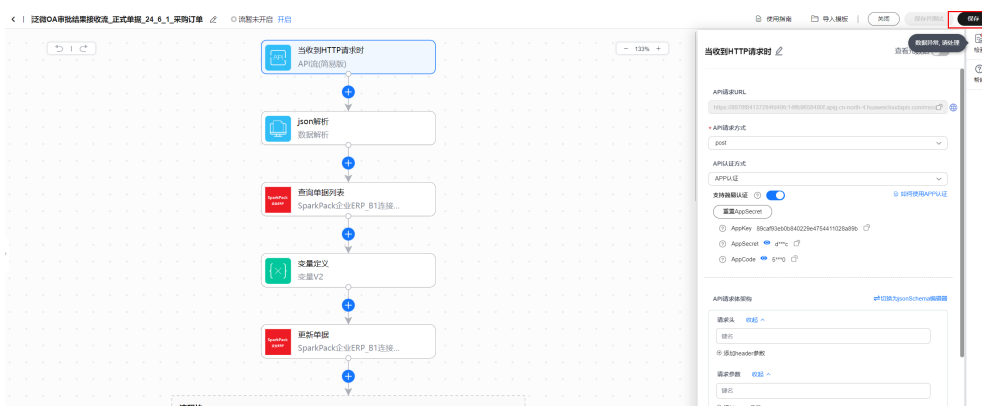 泛微OA审批结果接收流_正式单据_24_6_1_采购订单
流暂未开启 开启
使用指南
导入模板
关闭
保存并测试
保存
数据异常, 请处理
当收到HTTP请求时
API流(简易版)
json解析
数据解析
查询单据列表
SparkPack企业ERP_B1连接...
变量定义
变量V2
更新单据
SparkPack企业ERP_B1连接...
- 133% +
当收到HTTP请求时
API请求URL
* API请求方式
post
API认证方式
APP认证
支持简易认证
如何使用APP认证
重置AppSecret
AppKey 89caf93eb0b840229e4754411028a89b
AppSecret d***c
AppCode 5***0
API请求体架构
切换为jsonSchema编辑器
请求头 收起
键名
添加header参数
请求参数 收起
键名